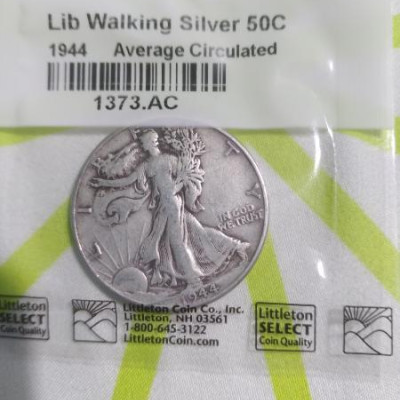 Lib Walking Silver 50C
1944 Average Circulated
1373.AC
L I T Y
IN GOD
WE TRUST
1944
Littleton
SELECT
Coin Quality
Littleton Coin Co., Inc.
Littleton, NH 03561
1-800-645-3122
LittletonCoin.com
Littleton
SELECT
Coin Quality